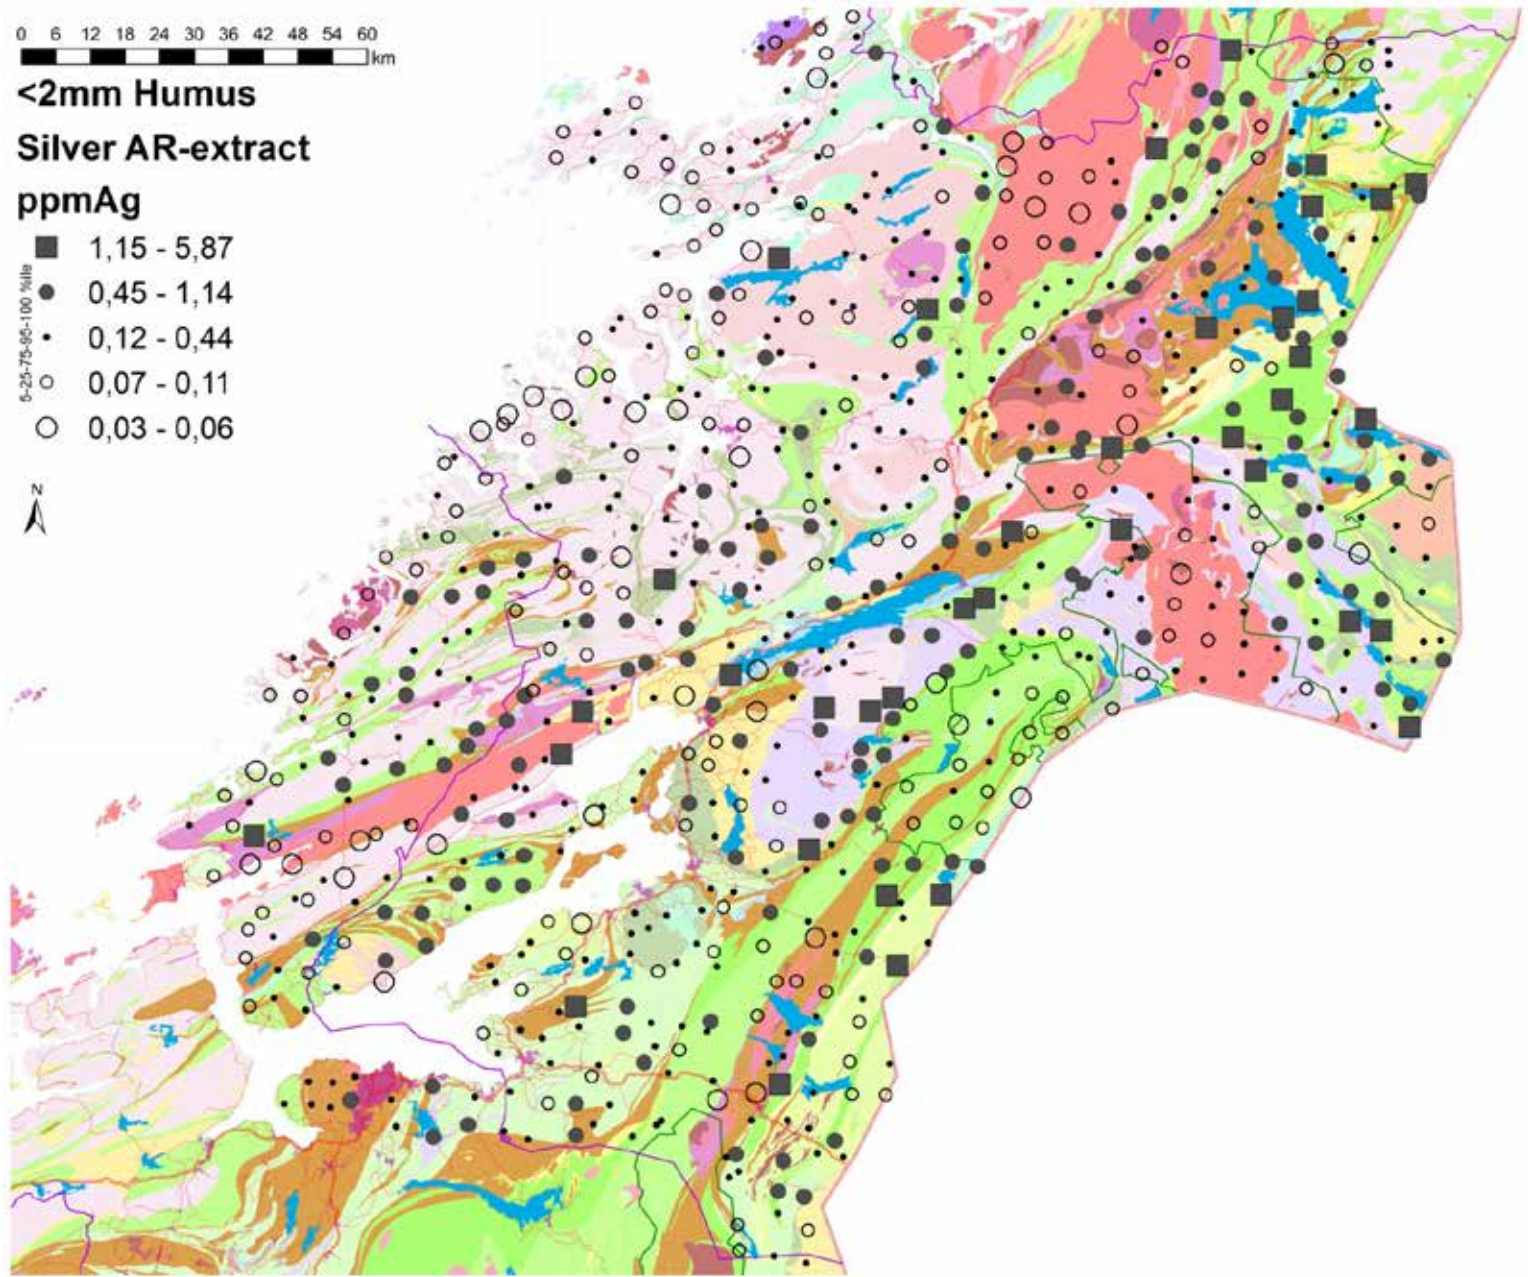 0 6 12 18 24 30 36 42 48 54 60
km
<2mm Humus
Silver AR-extract
ppmAg
1,15 - 5,87
0,45 - 1,14
0,12 - 0,44
0,07 - 0,11
0,03 - 0,06
5-25-75-95-100 %ile
N